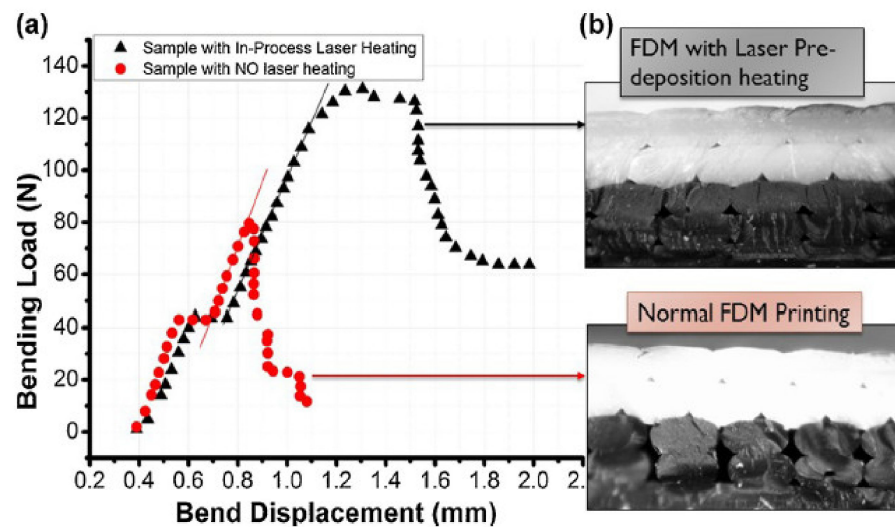 (a)
Sample with In-Process Laser Heating
Sample with NO laser heating
140
120
100
80
60
40
20
0
Bending Load (N)
0.2 0.4 0.6 0.8 1.0 1.2 1.4 1.6 1.8 2.0 2.
Bend Displacement (mm)
(b)
FDM with Laser Pre-
deposition heating
Normal FDM Printing